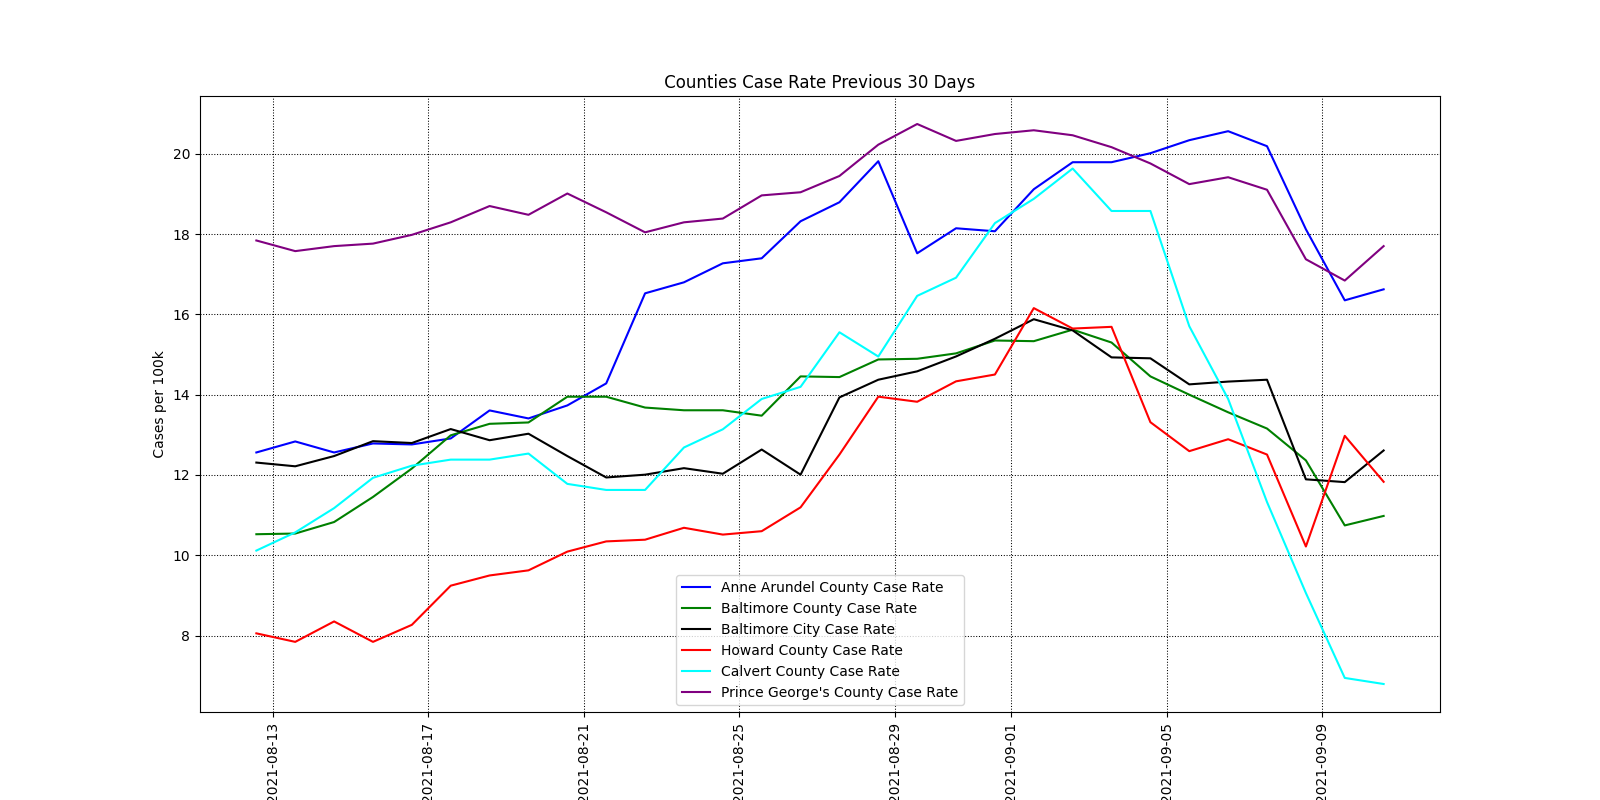 Counties Case Rate Previous 30 Days
Cases per 100k
20
18
16
14
12
10
8
Anne Arundel County Case Rate
Baltimore County Case Rate
Baltimore City Case Rate
Howard County Case Rate
Calvert County Case Rate
Prince George's County Case Rate
2021-08-13
2021-08-17
2021-08-21
2021-08-25
2021-08-29
2021-09-01
2021-09-05
2021-09-09